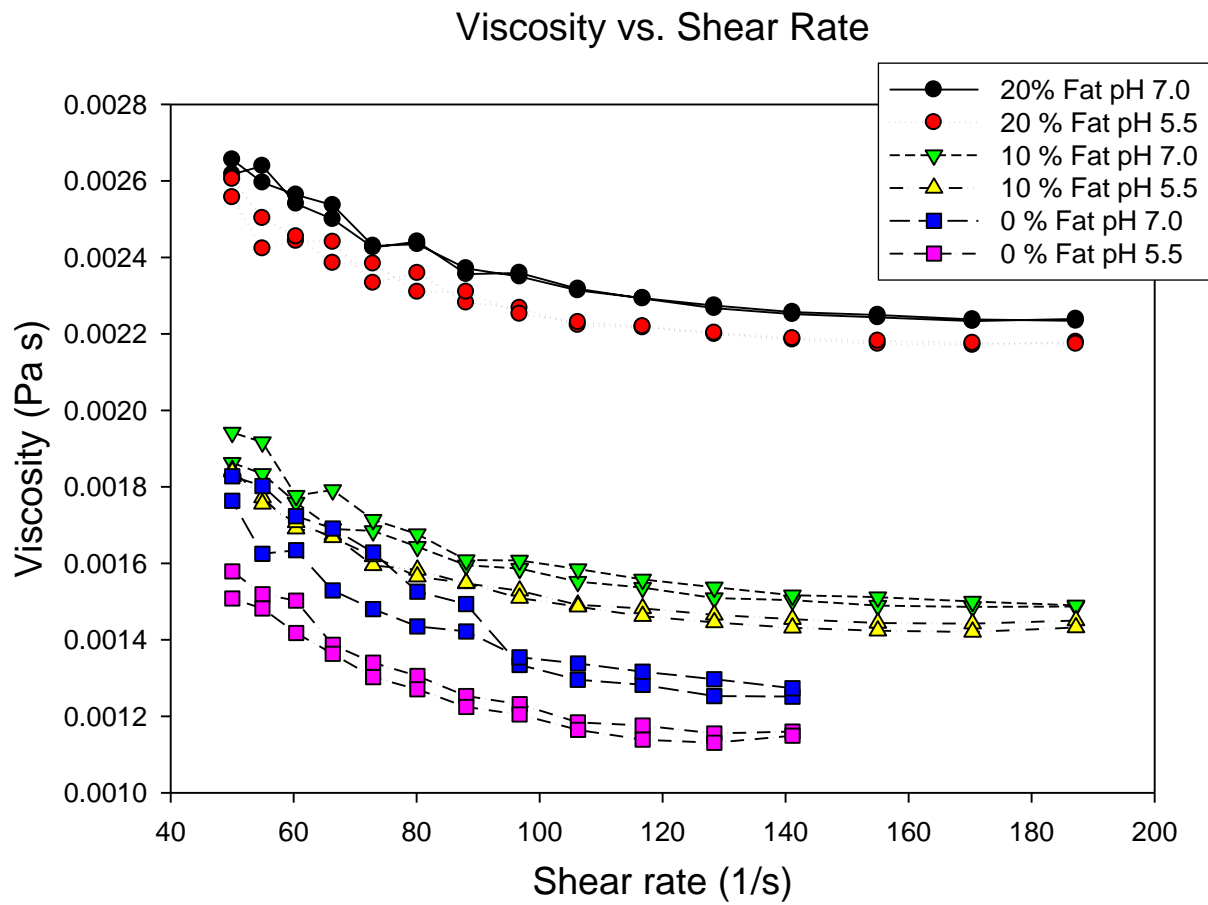 Viscosity vs. Shear Rate
20% Fat pH 7.0
20 % Fat pH 5.5
10 % Fat pH 7.0
10 % Fat pH 5.5
0 % Fat pH 7.0
0 % Fat pH 5.5
Viscosity (Pa s)
0.0028
0.0026
0.0024
0.0022
0.0020
0.0018
0.0016
0.0014
0.0012
0.0010
40 60 80 100 120 140 160 180 200
Shear rate (1/s)